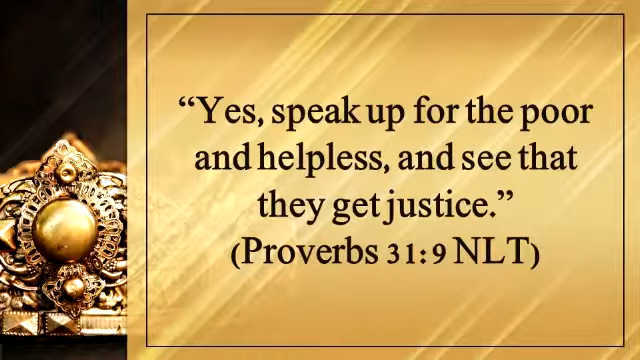 “Yes, speak up for the poor
and helpless, and see that
they get justice.”
(Proverbs 31:9 NLT)